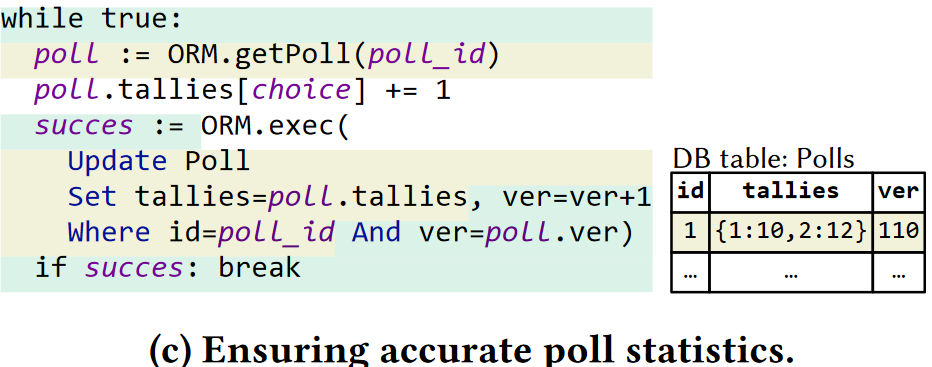 while true:
poll := ORM.getPoll(poll_id)
poll.tallies[choice] += 1
succes := ORM.exec(
Update Poll
Set tallies=poll.tallies, ver=ver+1
Where id=poll_id And ver=poll.ver)
if succes: break
DB table: Polls
id tallies ver
1 {1:10,2:12} 110
… … …
(c) Ensuring accurate poll statistics.